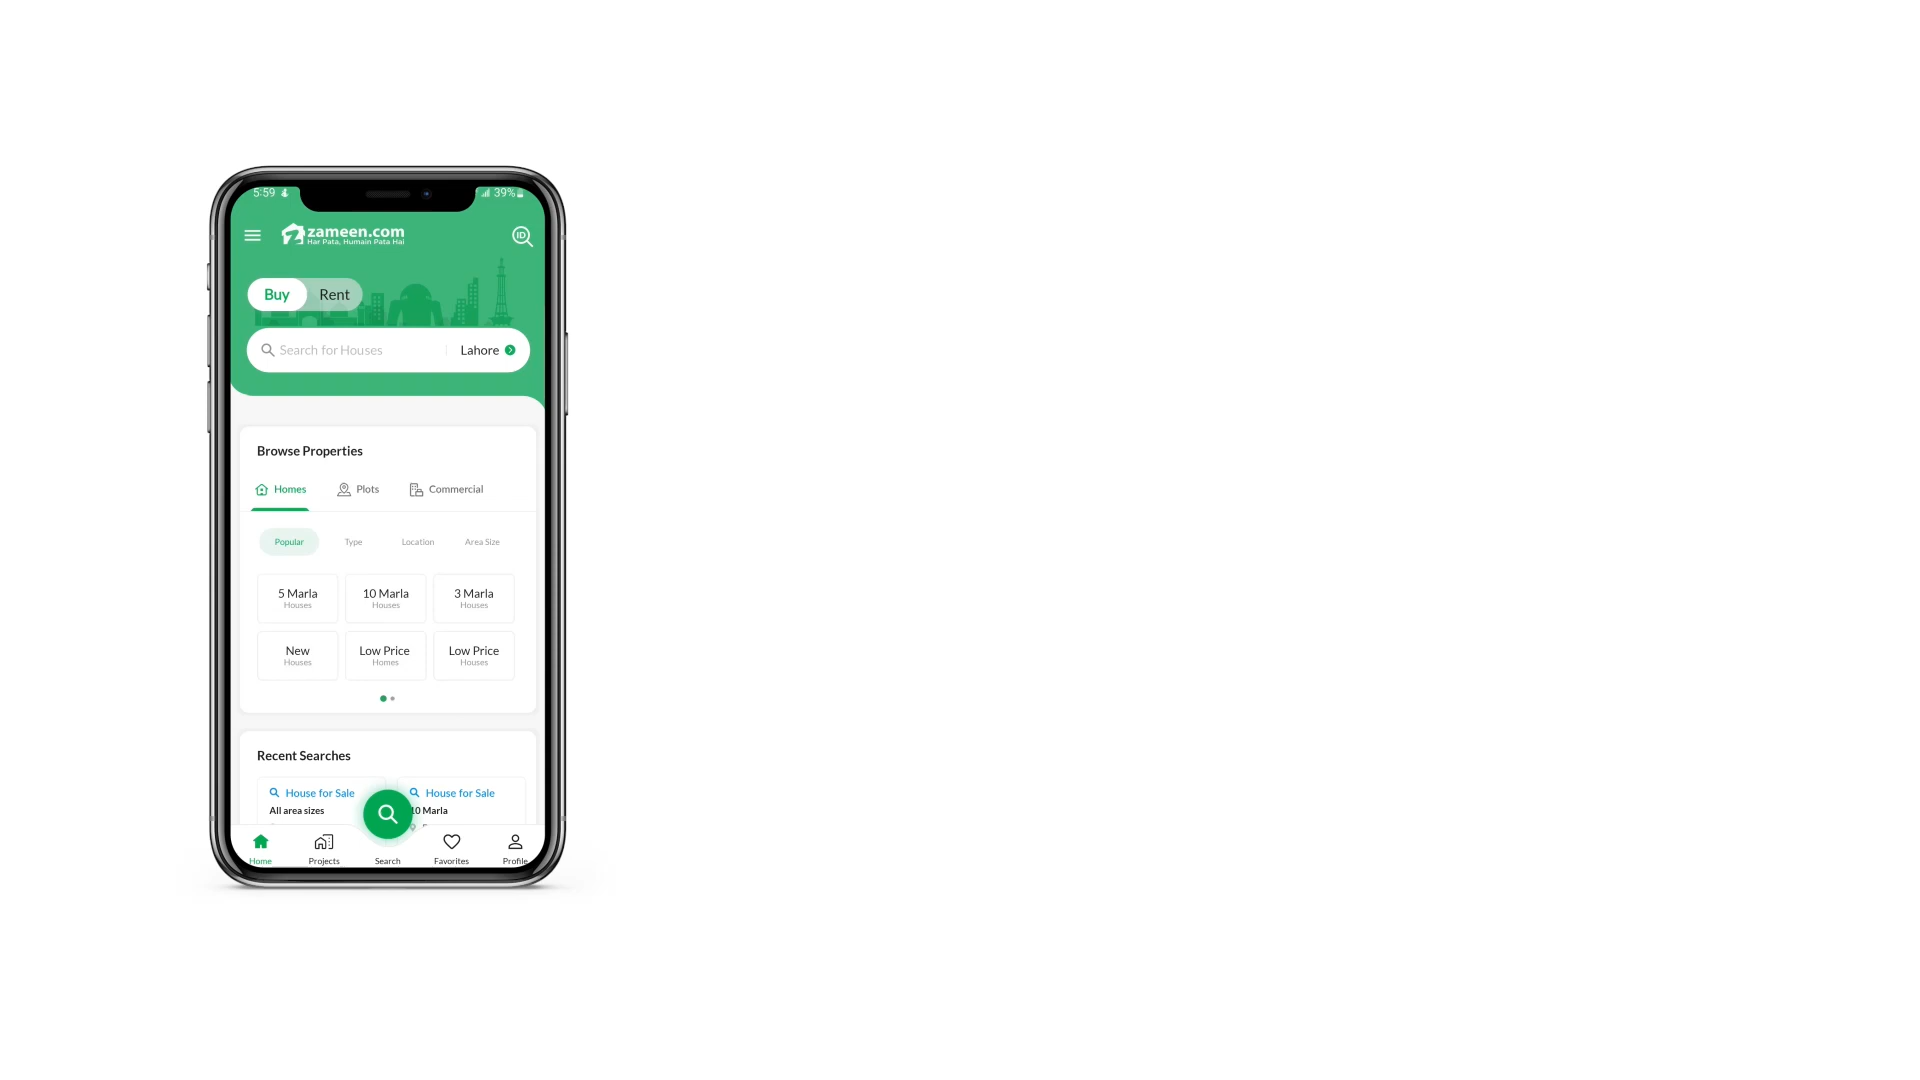 5:59
39%
zameen.com
Har Pata, Humain Pata Hai
ID
Buy
Rent
Search for Houses
Lahore
Browse Properties
Homes
Plots
Commercial
Popular
Type
Location
Area Size
5 Marla
Houses
10 Marla
Houses
3 Marla
Houses
New
Houses
Low Price
Homes
Low Price
Houses
Recent Searches
House for Sale
All area sizes
House for Sale
10 Marla
Home
Projects
Search
Favorites
Profile